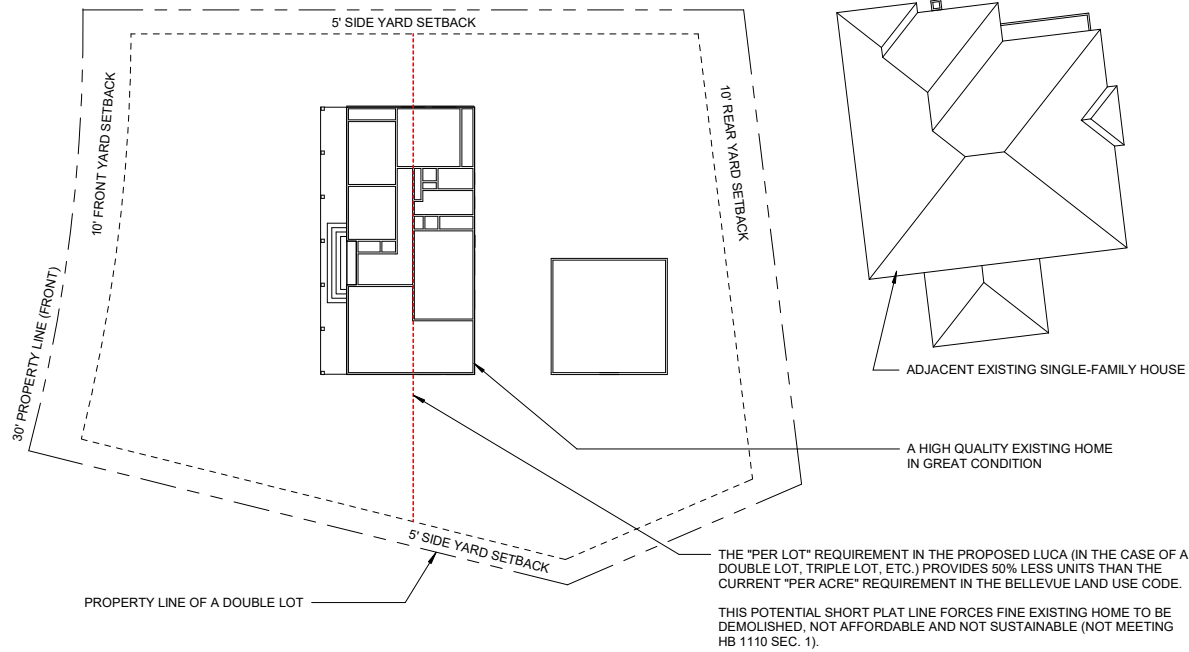 5' SIDE YARD SETBACK
10' FRONT YARD SETBACK
10' REAR YARD SETBACK
30' PROPERTY LINE (FRONT)
ADJACENT EXISTING SINGLE-FAMILY HOUSE
A HIGH QUALITY EXISTING HOME
IN GREAT CONDITION
5' SIDE YARD SETBACK
PROPERTY LINE OF A DOUBLE LOT
THE "PER LOT" REQUIREMENT IN THE PROPOSED LUCA (IN THE CASE OF A
DOUBLE LOT, TRIPLE LOT, ETC.) PROVIDES 50% LESS UNITS THAN THE
CURRENT "PER ACRE" REQUIREMENT IN THE BELLEVUE LAND USE CODE.
THIS POTENTIAL SHORT PLAT LINE FORCES FINE EXISTING HOME TO BE
DEMOLISHED, NOT AFFORDABLE AND NOT SUSTAINABLE (NOT MEETING
HB 1110 SEC. 1).